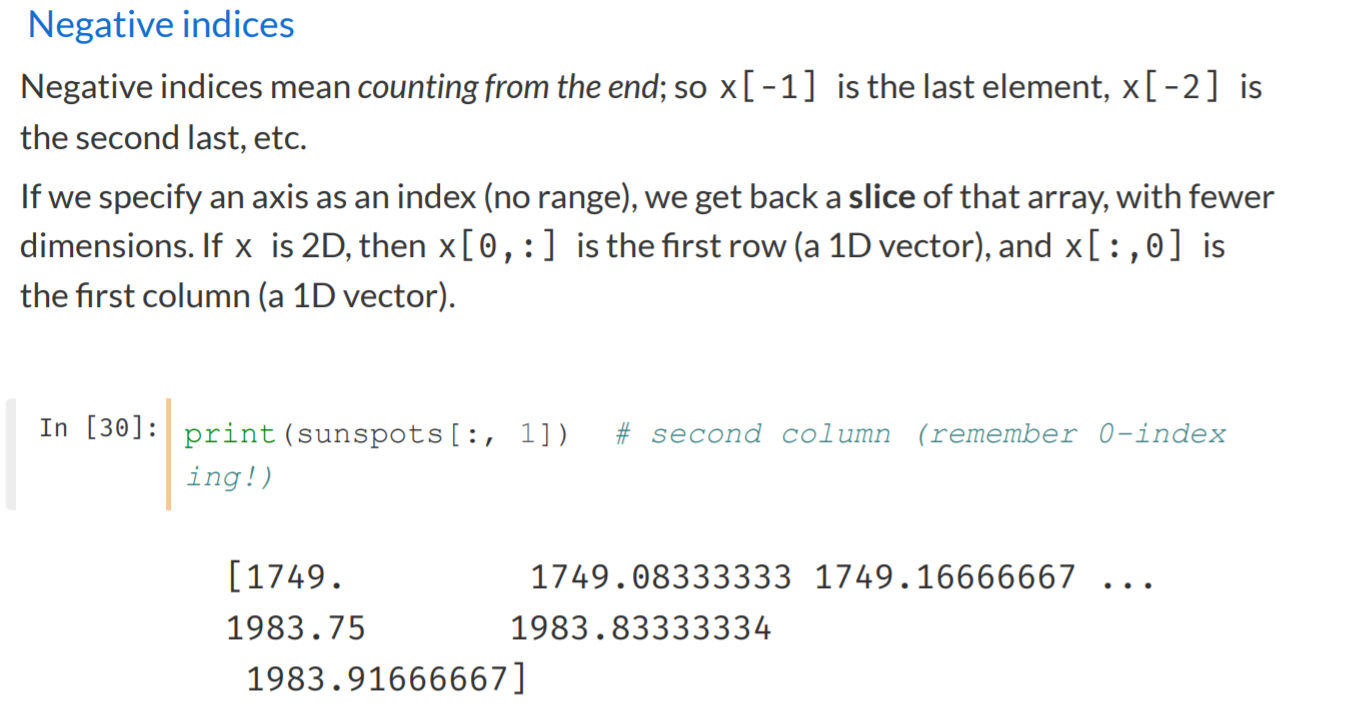 Negative indices
Negative indices mean counting from the end; so x[-1] is the last element, x[-2] is
the second last, etc.
If we specify an axis as an index (no range), we get back a slice of that array, with fewer
dimensions. If x is 2D, then x[0,:] is the first row (a 1D vector), and x[:,0] is
the first column (a 1D vector).
In [30]: print(sunspots[:, 1])  # second column (remember 0-index
ing!)
[1749.         1749.08333333 1749.16666667 ...
1983.75       1983.83333334
 1983.91666667]